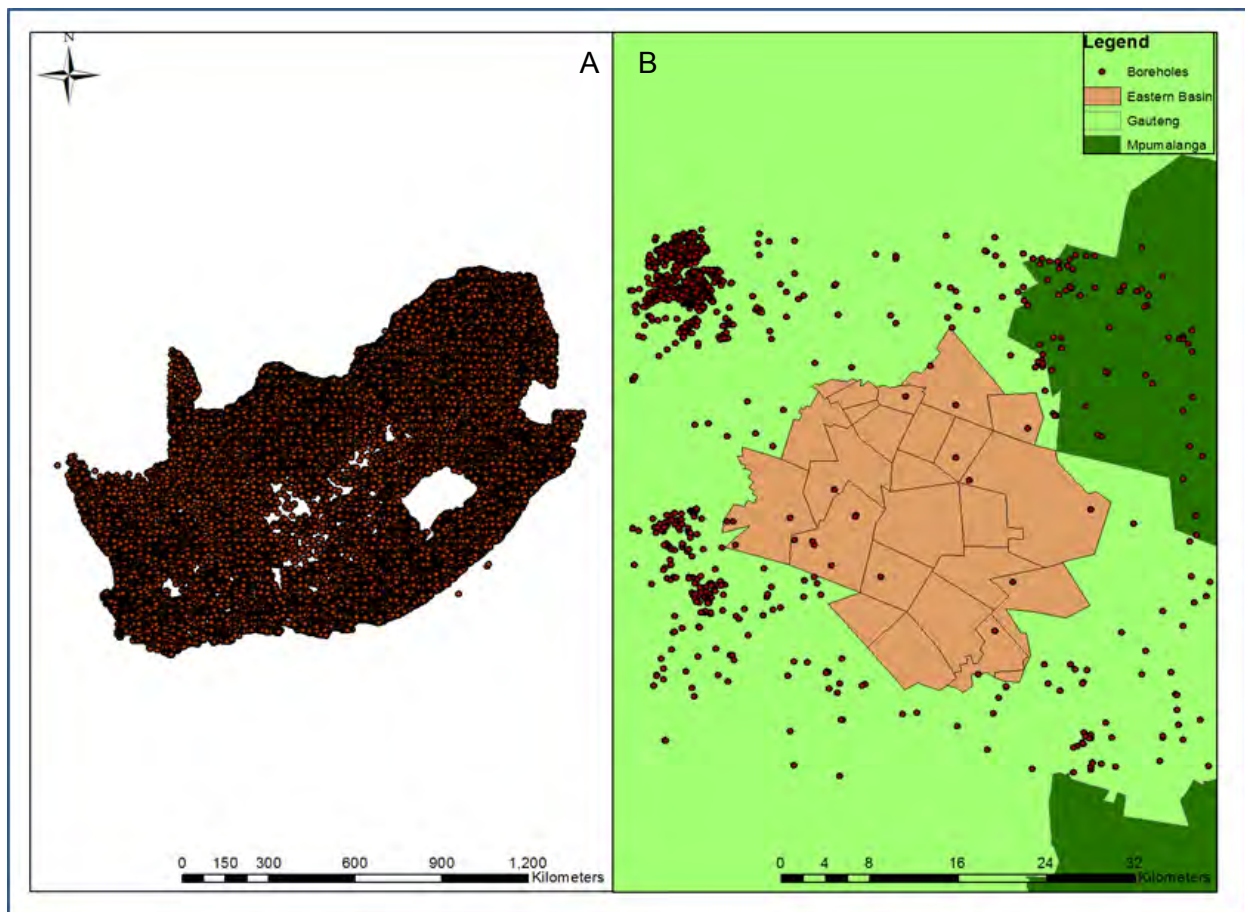 N
A
B
Legend
Boreholes
Eastern Basin
Gauteng
Mpumalanga
0 150 300 600 900 1,200
Kilometers
0 4 8 16 24 32
Kilometers